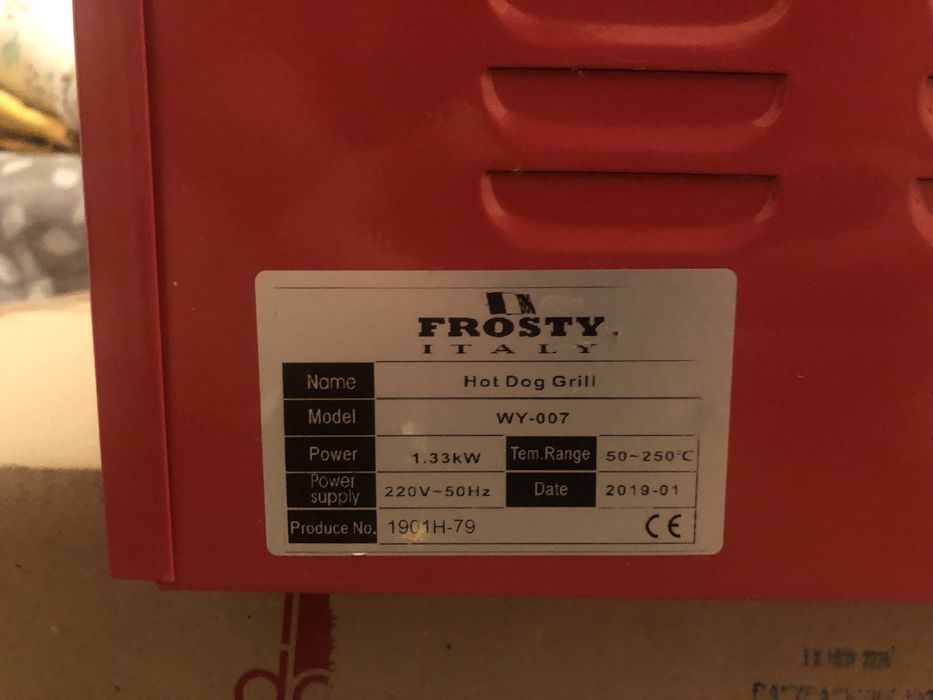 FROSTY
ITALY
Name Hot Dog Grill
Model WY-007
Power 1.33kW Tem.Range 50~250°C
Power supply 220V~50Hz Date 2019-01
Produce No. 1901H-79 CE